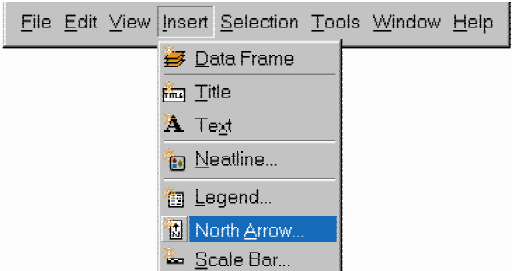 File Edit View Insert Selection Tools Window Help
Data Frame
Title
Text
Neatline...
Legend...
North Arrow...
Scale Bar...